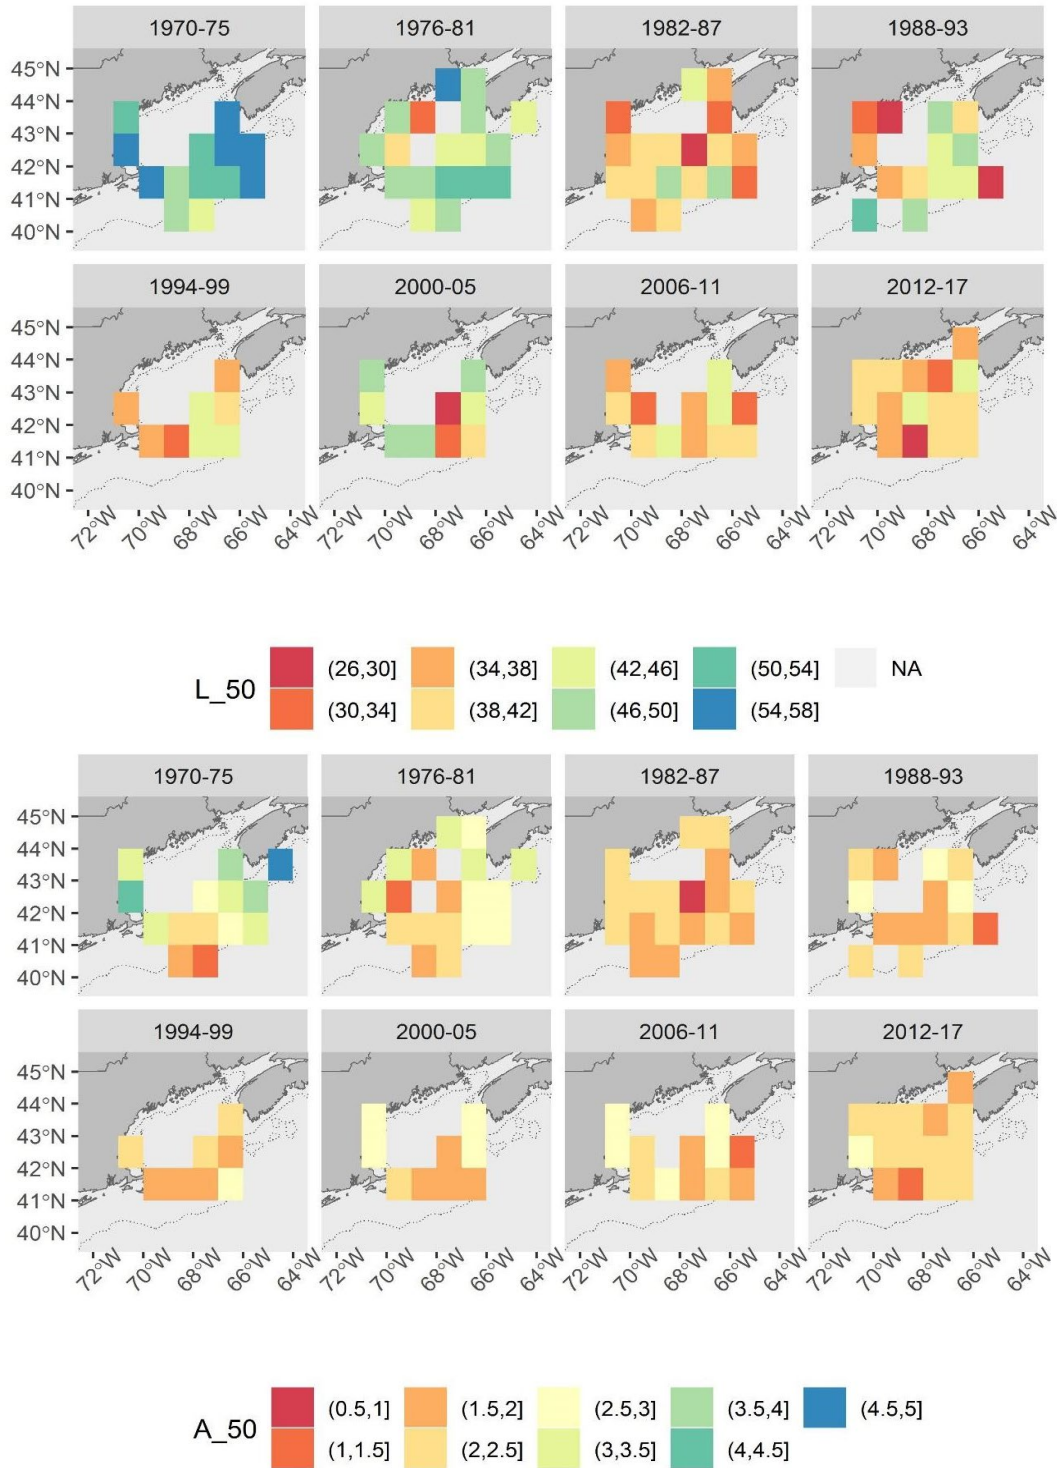 1970-75 1976-81 1982-87 1988-93
45°N
44°N
43°N
42°N
41°N
40°N
1994-99 2000-05 2006-11 2012-17
45°N
44°N
43°N
42°N
41°N
40°N
72°W 70°W 68°W 66°W 64°W 72°W 70°W 68°W 66°W 64°W 72°W 70°W 68°W 66°W 64°W 72°W 70°W 68°W 66°W 64°W
L_50
(26,30] (34,38] (42,46] (50,54] NA
(30,34] (38,42] (46,50] (54,58]
1970-75 1976-81 1982-87 1988-93
45°N
44°N
43°N
42°N
41°N
40°N
1994-99 2000-05 2006-11 2012-17
45°N
44°N
43°N
42°N
41°N
40°N
72°W 70°W 68°W 66°W 64°W 72°W 70°W 68°W 66°W 64°W 72°W 70°W 68°W 66°W 64°W 72°W 70°W 68°W 66°W 64°W
A_50
(0.5,1] (1.5,2] (2.5,3] (3.5,4] (4.5,5]
(1,1.5] (2,2.5] (3,3.5] (4,4.5]